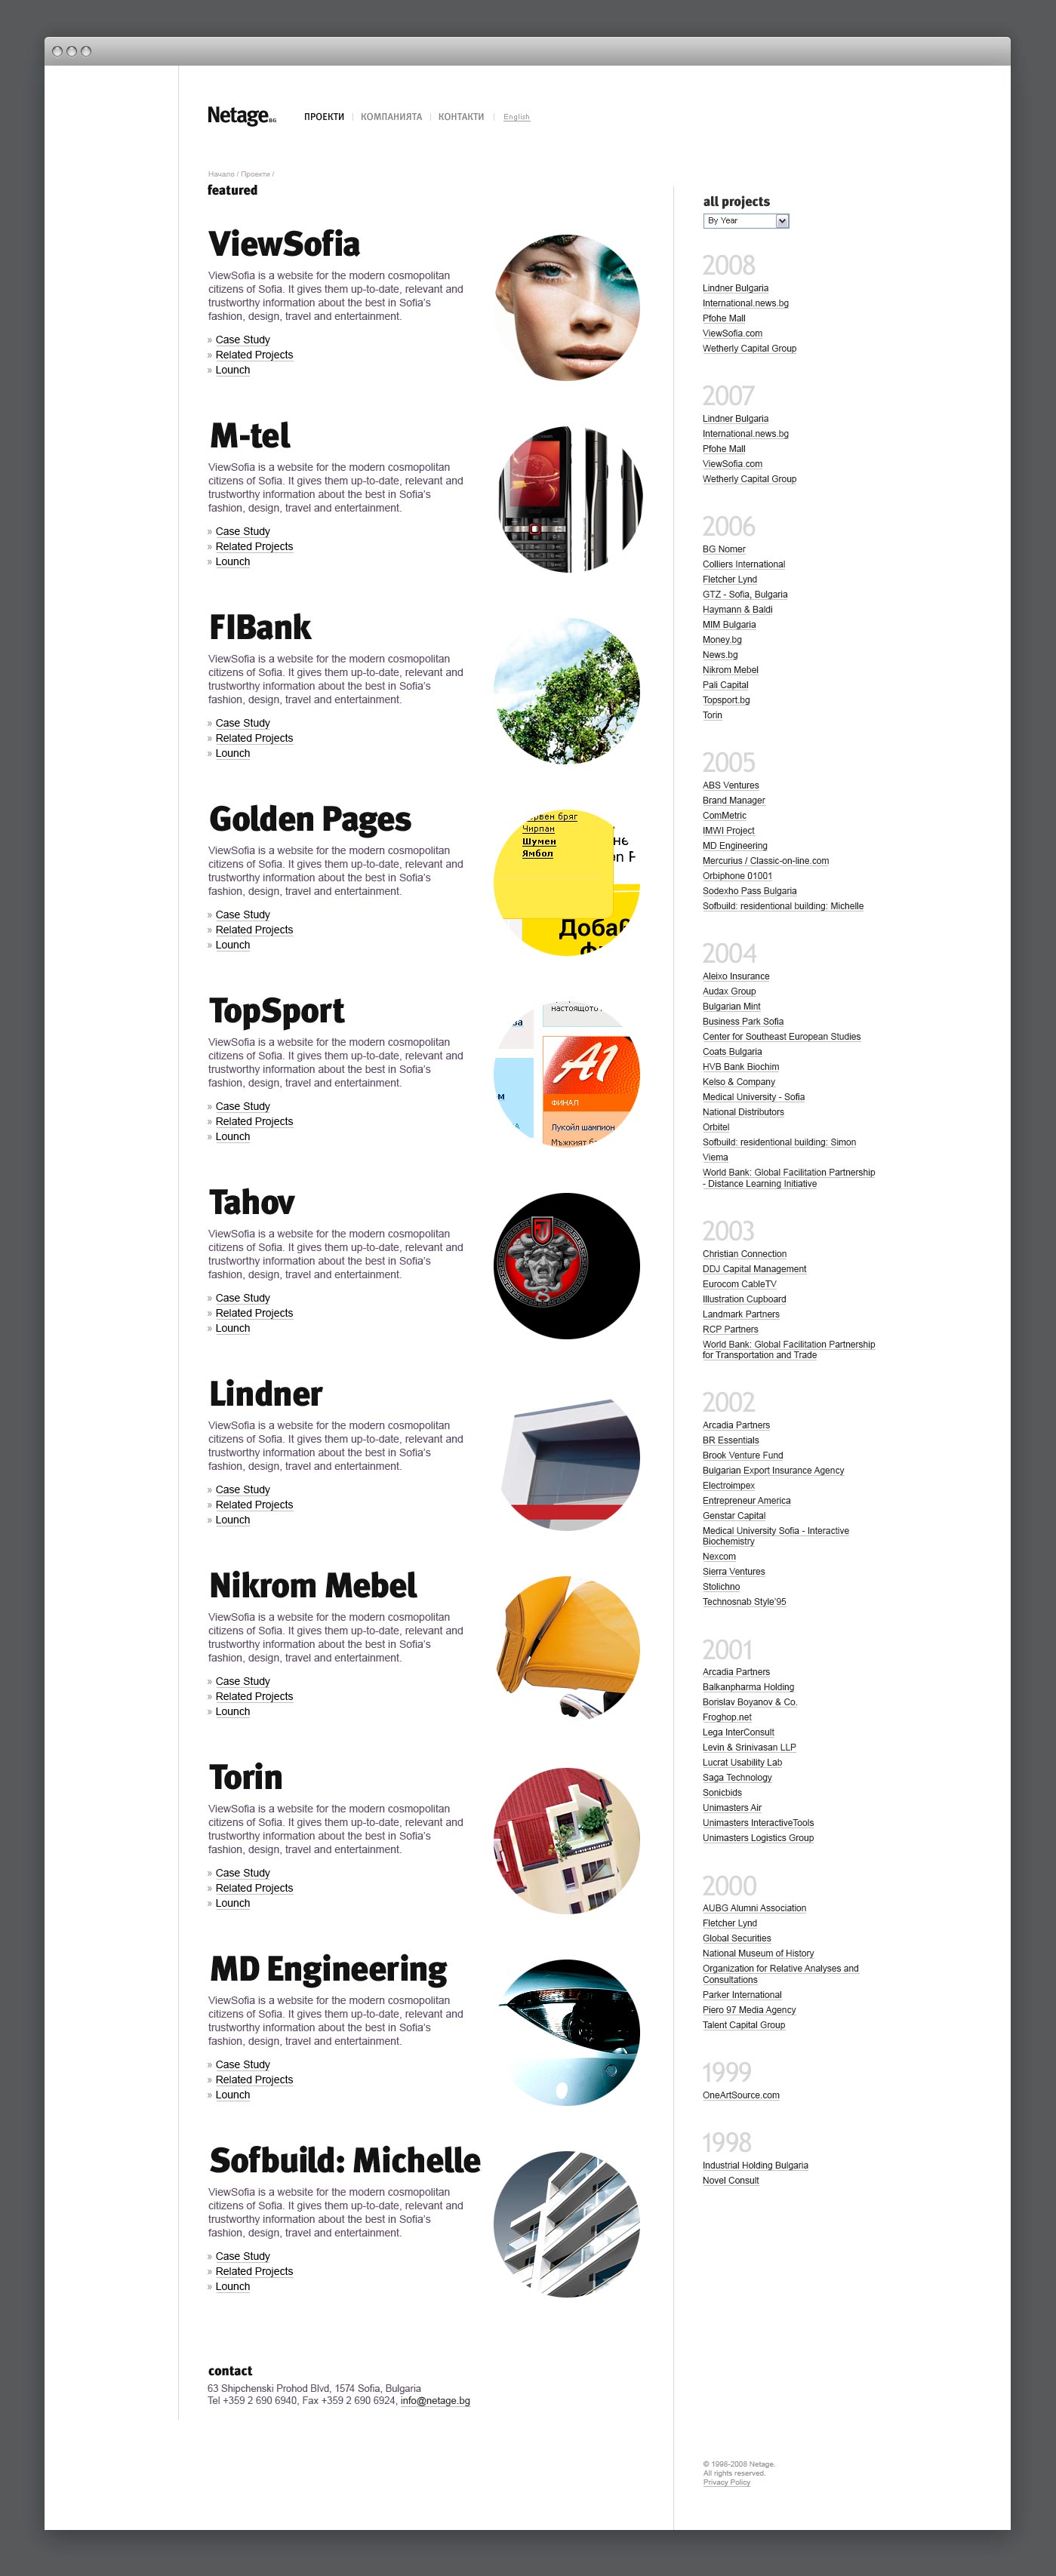 Netage.BG
ПРОЕКТИ | КОМПАНИЯТА | КОНТАКТИ | English
Начало / Проекти /
featured
ViewSofia
ViewSofia is a website for the modern cosmopolitan
citizens of Sofia. It gives them up-to-date, relevant and
trustworthy information about the best in Sofia's
fashion, design, travel and entertainment.
» Case Study
» Related Projects
» Lounch
M-tel
ViewSofia is a website for the modern cosmopolitan
citizens of Sofia. It gives them up-to-date, relevant and
trustworthy information about the best in Sofia's
fashion, design, travel and entertainment.
» Case Study
» Related Projects
» Lounch
FIBank
ViewSofia is a website for the modern cosmopolitan
citizens of Sofia. It gives them up-to-date, relevant and
trustworthy information about the best in Sofia's
fashion, design, travel and entertainment.
» Case Study
» Related Projects
» Lounch
Golden Pages
ViewSofia is a website for the modern cosmopolitan
citizens of Sofia. It gives them up-to-date, relevant and
trustworthy information about the best in Sofia's
fashion, design, travel and entertainment.
» Case Study
» Related Projects
» Lounch
бряг
Чирпан
Шумен
Ямбол
TopSport
ViewSofia is a website for the modern cosmopolitan
citizens of Sofia. It gives them up-to-date, relevant and
trustworthy information about the best in Sofia's
fashion, design, travel and entertainment.
» Case Study
» Related Projects
» Lounch
настоящото
A1
ФИНАЛ
Лукойл шампион
Мъжкият
Tahov
ViewSofia is a website for the modern cosmopolitan
citizens of Sofia. It gives them up-to-date, relevant and
trustworthy information about the best in Sofia's
fashion, design, travel and entertainment.
» Case Study
» Related Projects
» Lounch
Lindner
ViewSofia is a website for the modern cosmopolitan
citizens of Sofia. It gives them up-to-date, relevant and
trustworthy information about the best in Sofia's
fashion, design, travel and entertainment.
» Case Study
» Related Projects
» Lounch
Nikrom Mebel
ViewSofia is a website for the modern cosmopolitan
citizens of Sofia. It gives them up-to-date, relevant and
trustworthy information about the best in Sofia's
fashion, design, travel and entertainment.
» Case Study
» Related Projects
» Lounch
Torin
ViewSofia is a website for the modern cosmopolitan
citizens of Sofia. It gives them up-to-date, relevant and
trustworthy information about the best in Sofia's
fashion, design, travel and entertainment.
» Case Study
» Related Projects
» Lounch
MD Engineering
ViewSofia is a website for the modern cosmopolitan
citizens of Sofia. It gives them up-to-date, relevant and
trustworthy information about the best in Sofia's
fashion, design, travel and entertainment.
» Case Study
» Related Projects
» Lounch
Sofbuild: Michelle
ViewSofia is a website for the modern cosmopolitan
citizens of Sofia. It gives them up-to-date, relevant and
trustworthy information about the best in Sofia's
fashion, design, travel and entertainment.
» Case Study
» Related Projects
» Lounch
contact
63 Shipchenski Prohod Blvd, 1574 Sofia, Bulgaria
Tel +359 2 690 6940, Fax +359 2 690 6924, info@netage.bg
all projects
By Year
2008
Lindner Bulgaria
International.news.bg
Pfohe Mall
ViewSofia.com
Wetherly Capital Group
2007
Lindner Bulgaria
International.news.bg
Pfohe Mall
ViewSofia.com
Wetherly Capital Group
2006
BG Nomer
Colliers International
Fletcher Lynd
GTZ - Sofia, Bulgaria
Haymann & Baldi
MIM Bulgaria
Money.bg
News.bg
Nikrom Mebel
Pali Capital
Topsport.bg
Torin
2005
ABS Ventures
Brand Manager
ComMetric
IMWI Project
MD Engineering
Mercurius / Classic-on-line.com
Orbiphone 01001
Sodexho Pass Bulgaria
Sofbuild: residentional building: Michelle
2004
Aleixo Insurance
Audax Group
Bulgarian Mint
Business Park Sofia
Center for Southeast European Studies
Coats Bulgaria
HVB Bank Biochim
Kelso & Company
Medical University - Sofia
National Distributors
Orbitel
Sofbuild: residentional building: Simon
Viema
World Bank: Global Facilitation Partnership
- Distance Learning Initiative
2003
Christian Connection
DDJ Capital Management
Eurocom CableTV
Illustration Cupboard
Landmark Partners
RCP Partners
World Bank: Global Facilitation Partnership
for Transportation and Trade
2002
Arcadia Partners
BR Essentials
Brook Venture Fund
Bulgarian Export Insurance Agency
Electroimpex
Entrepreneur America
Genstar Capital
Medical University Sofia - Interactive
Biochemistry
Nexcom
Sierra Ventures
Stolichno
Technosnab Style'95
2001
Arcadia Partners
Balkanpharma Holding
Borislav Boyanov & Co.
Froghop.net
Lega InterConsult
Levin & Srinivasan LLP
Lucrat Usability Lab
Saga Technology
Sonicbids
Unimasters Air
Unimasters InteractiveTools
Unimasters Logistics Group
2000
AUBG Alumni Association
Fletcher Lynd
Global Securities
National Museum of History
Organization for Relative Analyses and
Consultations
Parker International
Piero 97 Media Agency
Talent Capital Group
1999
OneArtSource.com
1998
Industrial Holding Bulgaria
Novel Consult
© 1998-2008 Netage.
All rights reserved.
Privacy Policy